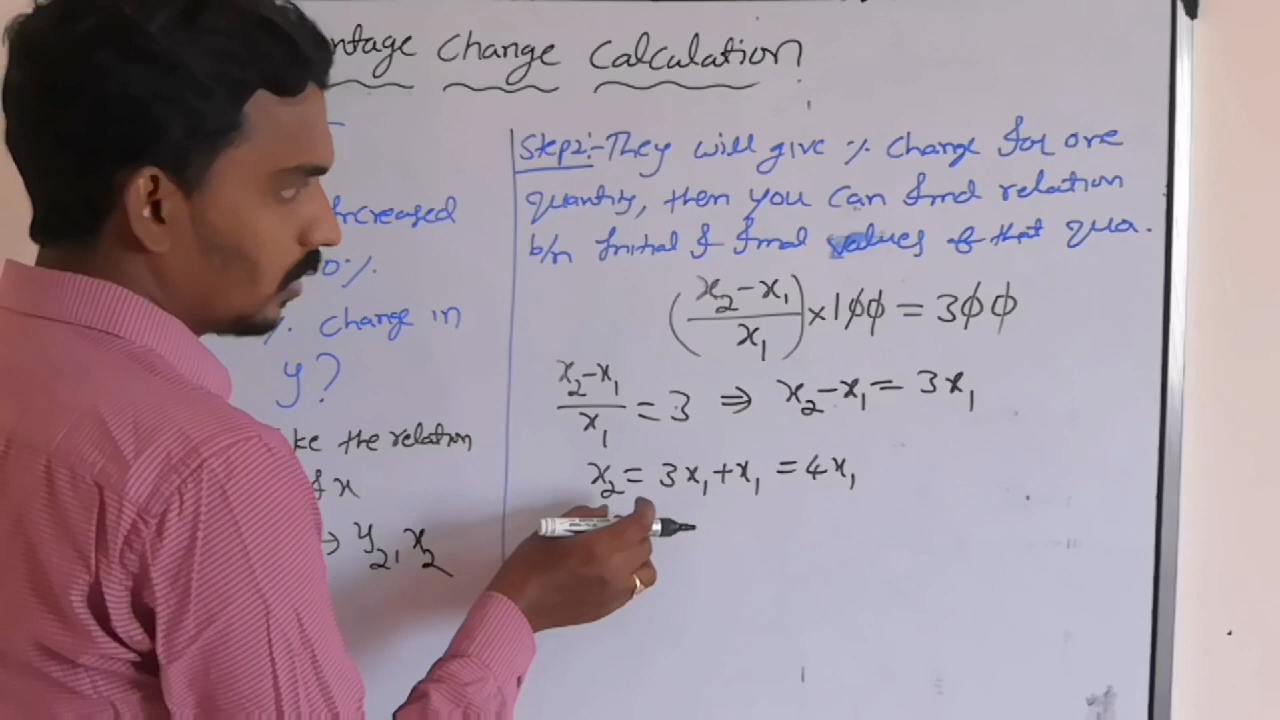 ntage Change Calculation
increased
0%.
%. change in
y?
ke the relation
& x
→ y₂, x₂
Step2:- They will give % change for one
quantity, then you can find relation
b/n Initial & final values of that qua.
((x₂ - x₁)/x₁) × 100 = 300
(x₂ - x₁)/x₁ = 3 ⇒ x₂ - x₁ = 3x₁
x₂ = 3x₁ + x₁ = 4x₁